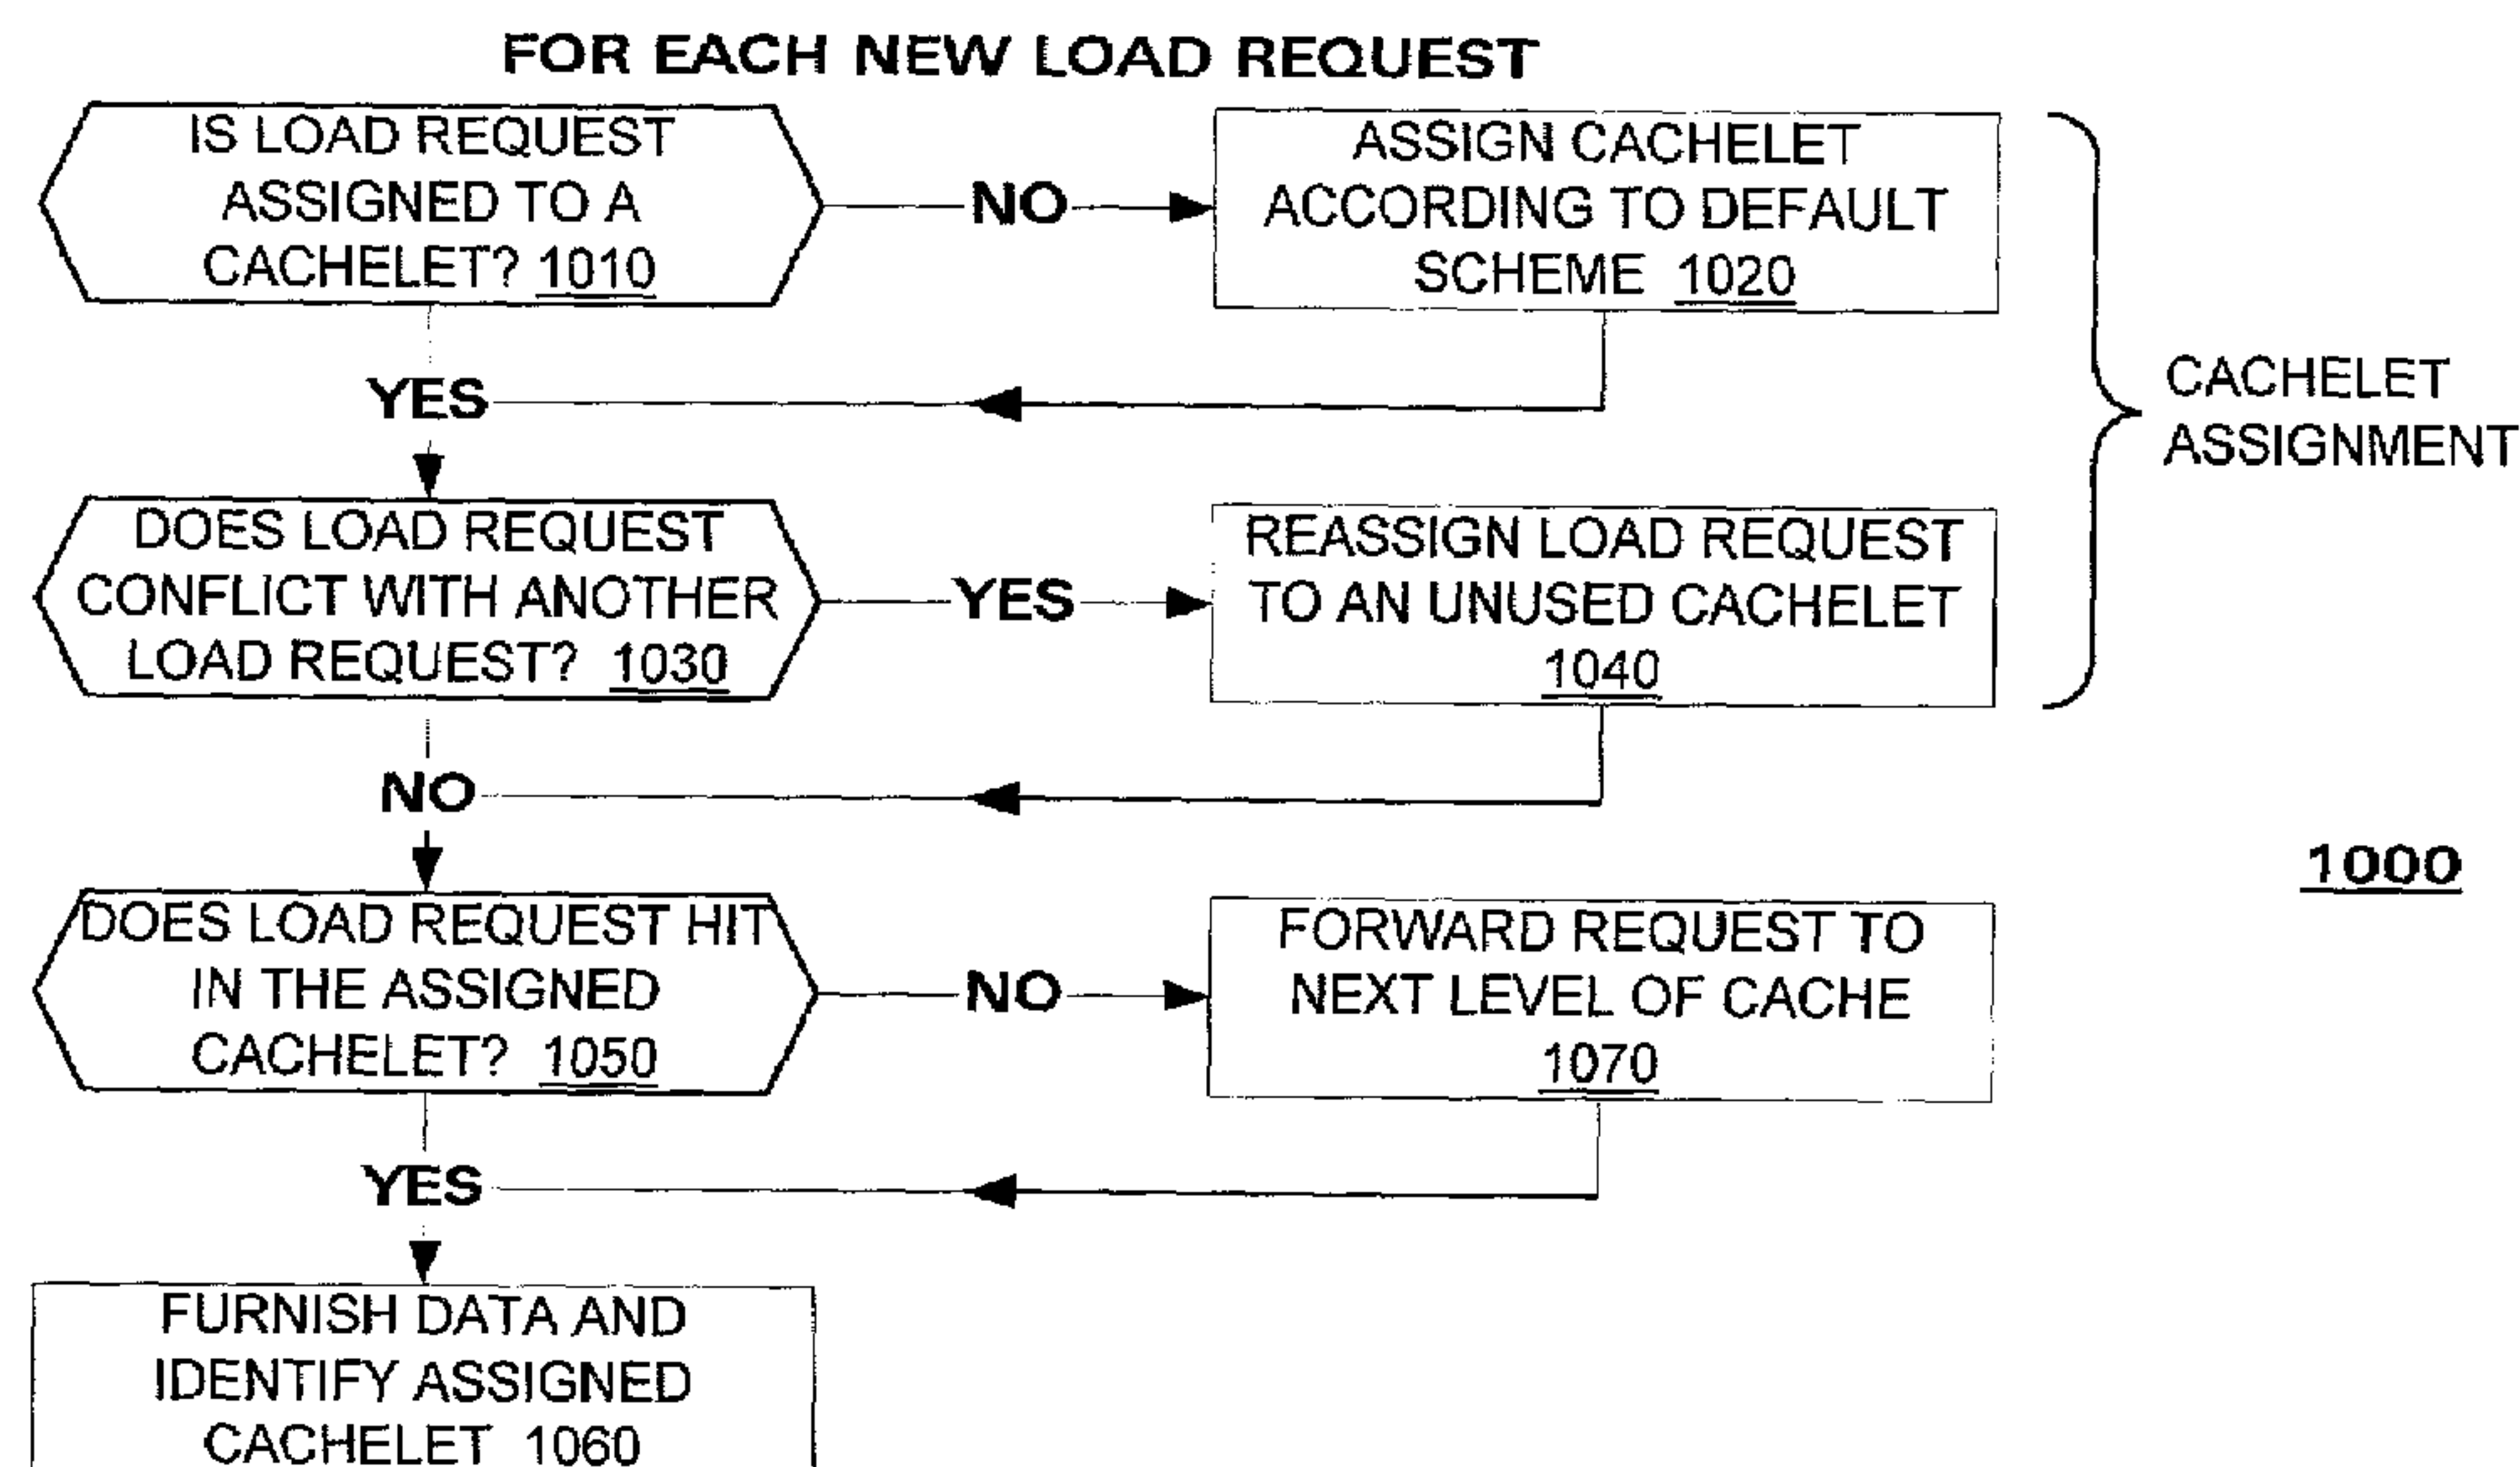 FOR EACH NEW LOAD REQUEST
IS LOAD REQUEST
ASSIGNED TO A
CACHELET? 1010
NO
ASSIGN CACHELET
ACCORDING TO DEFAULT
SCHEME 1020
YES
CACHELET
ASSIGNMENT
DOES LOAD REQUEST
CONFLICT WITH ANOTHER
LOAD REQUEST? 1030
YES
REASSIGN LOAD REQUEST
TO AN UNUSED CACHELET
1040
NO
1000
DOES LOAD REQUEST HIT
IN THE ASSIGNED
CACHELET? 1050
NO
FORWARD REQUEST TO
NEXT LEVEL OF CACHE
1070
YES
FURNISH DATA AND
IDENTIFY ASSIGNED
CACHELET 1060